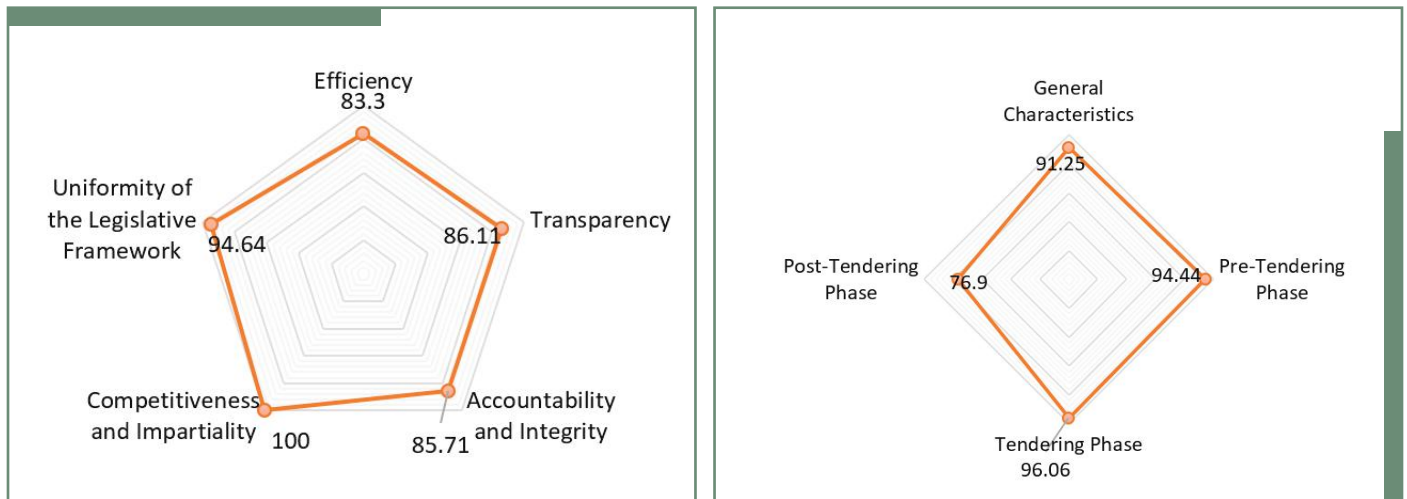 Efficiency
83.3
Uniformity of
the Legislative
Framework
94.64
86.11
Transparency
Competitiveness
and Impartiality
100
Accountability
and Integrity
85.71
General
Characteristics
91.25
Post-Tendering
Phase
76.9
94.44
Pre-Tendering
Phase
Tendering Phase
96.06